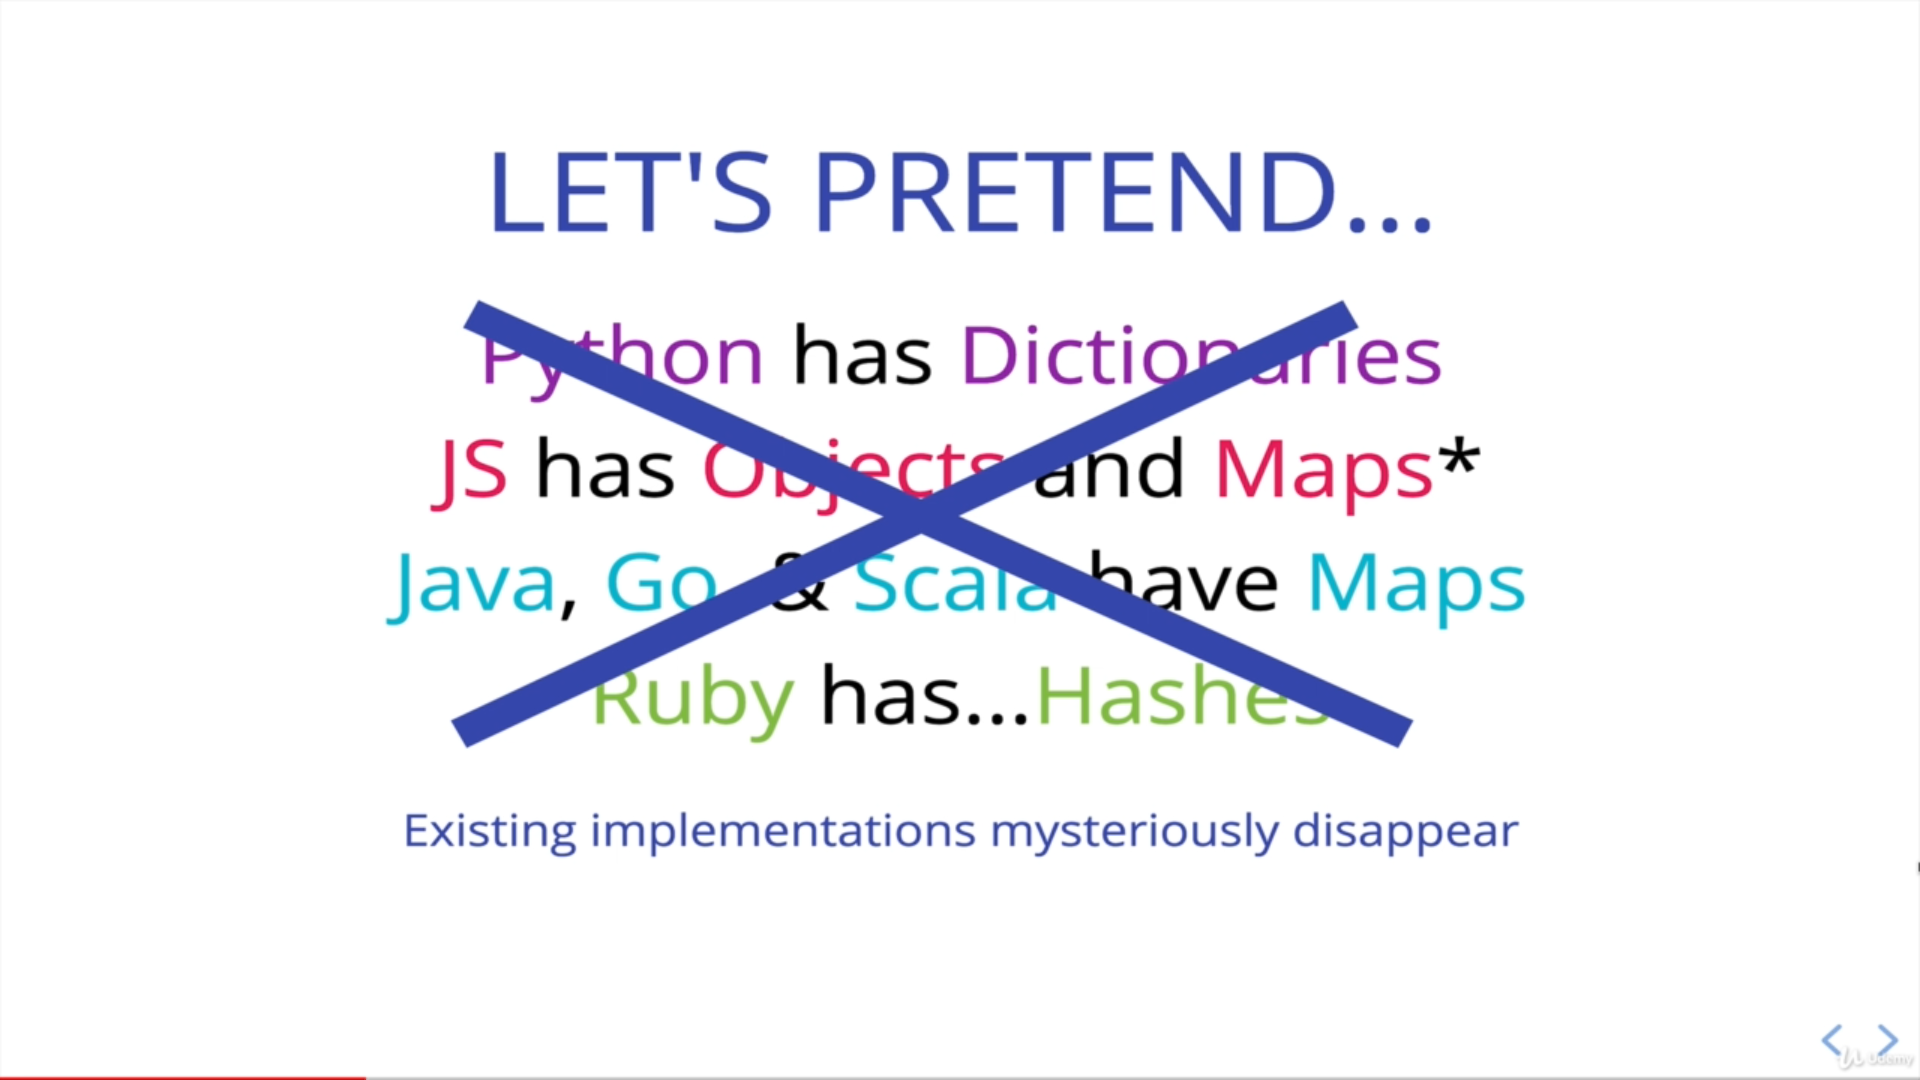 LET'S PRETEND...
Python has Dictionaries
JS has Objects and Maps*
Java, Go & Scala have Maps
Ruby has...Hashes
Existing implementations mysteriously disappear
Udemy